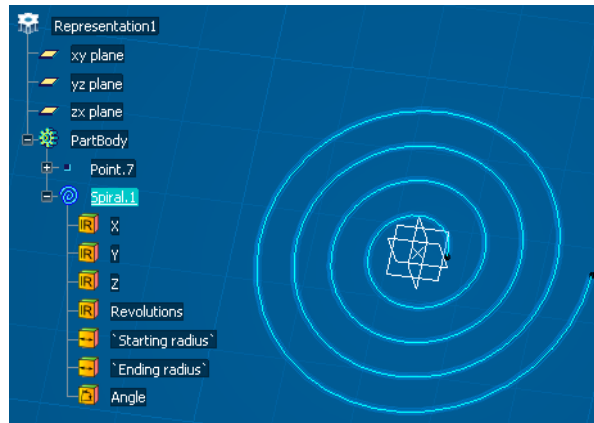 Representation1
xy plane
yz plane
zx plane
PartBody
Point.7
Spiral.1
X
Y
Z
Revolutions
`Starting radius`
`Ending radius`
Angle